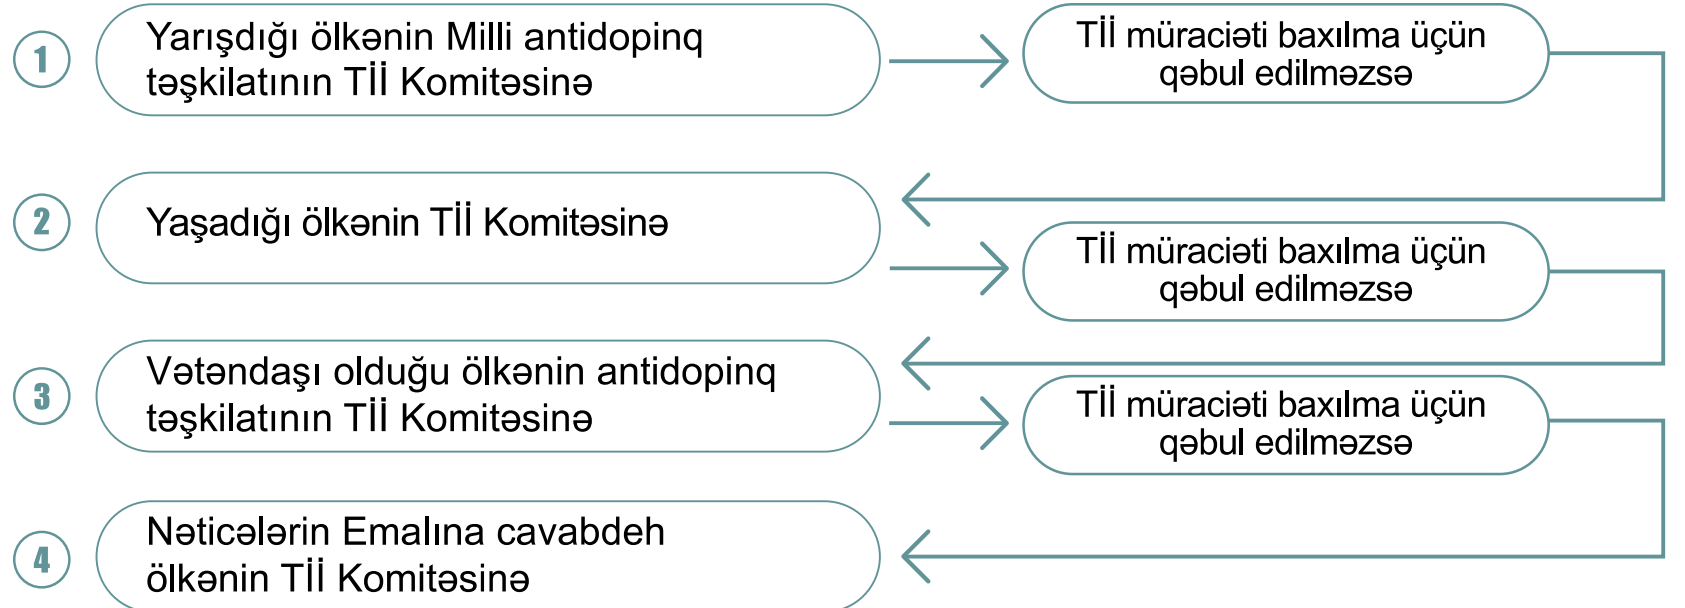 1
Yarışdığı ölkənin Milli antidopinq
təşkilatının Tİİ Komitəsinə
Tİİ müraciəti baxılma üçün
qəbul edilməzsə
2
Yaşadığı ölkənin Tİİ Komitəsinə
Tİİ müraciəti baxılma üçün
qəbul edilməzsə
3
Vətəndaşı olduğu ölkənin antidopinq
təşkilatının Tİİ Komitəsinə
Tİİ müraciəti baxılma üçün
qəbul edilməzsə
4
Nəticələrin Emalına cavabdeh
ölkənin Tİİ Komitəsinə